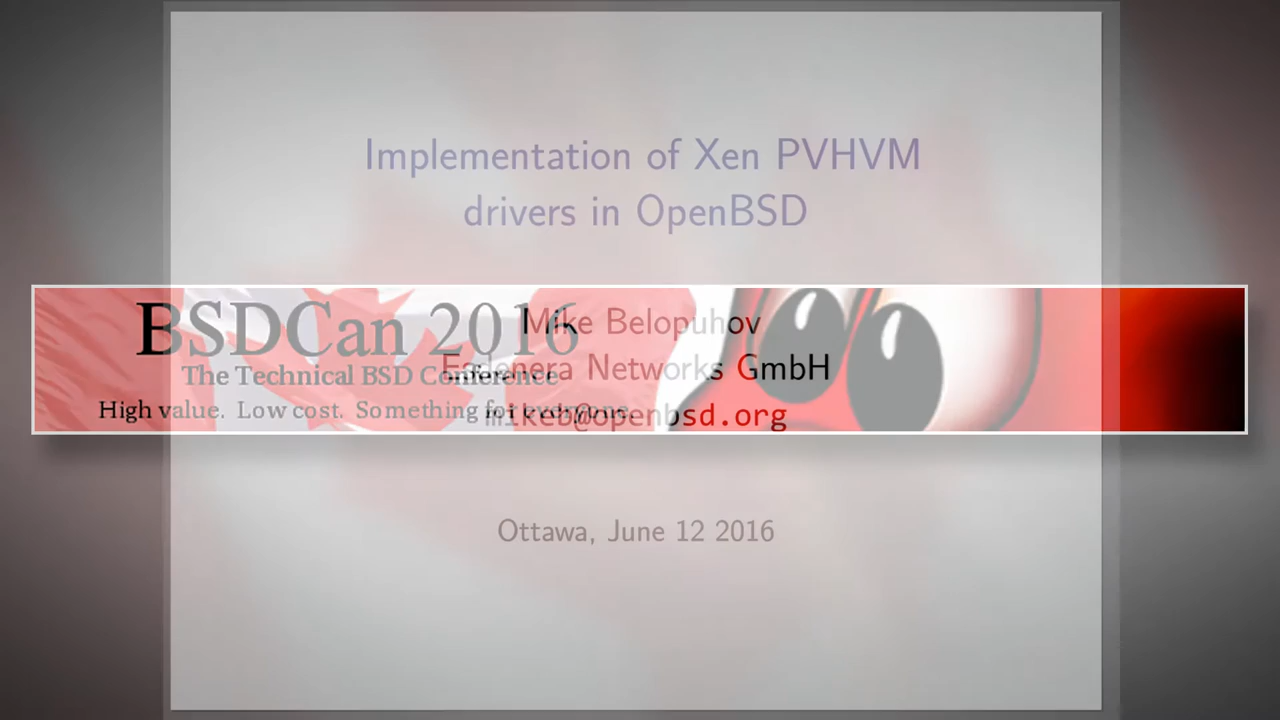 Implementation of Xen PVHVM
drivers in OpenBSD
BSDCan 2016
The Technical BSD Conference
High value. Low cost. Something for everyone.
Mike Belopuhov
Esdenera Networks GmbH
mikeb@openbsd.org
Ottawa, June 12 2016